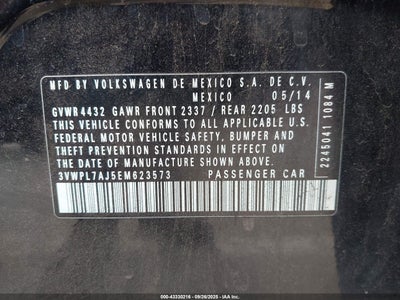 MFD BY VOLKSWAGEN DE MEXICO S.A. DE C.V.
MEXICO 05/14
GVWR 4432 GAWR FRONT 2337 / REAR 2205 LBS
THIS VEHICLE CONFORMS TO ALL APPLICABLE
FEDERAL MOTOR VEHICLE SAFETY, BUMPER AND
THEFT PREVENTION STANDARDS IN EFFECT ON THE
DATE OF MANUFACTURE SHOWN ABOVE.
3VWPL7AJ5EM623573 PASSENGER CAR
2245041 1084 M
000-43330216 - 09/26/2025 - IAA